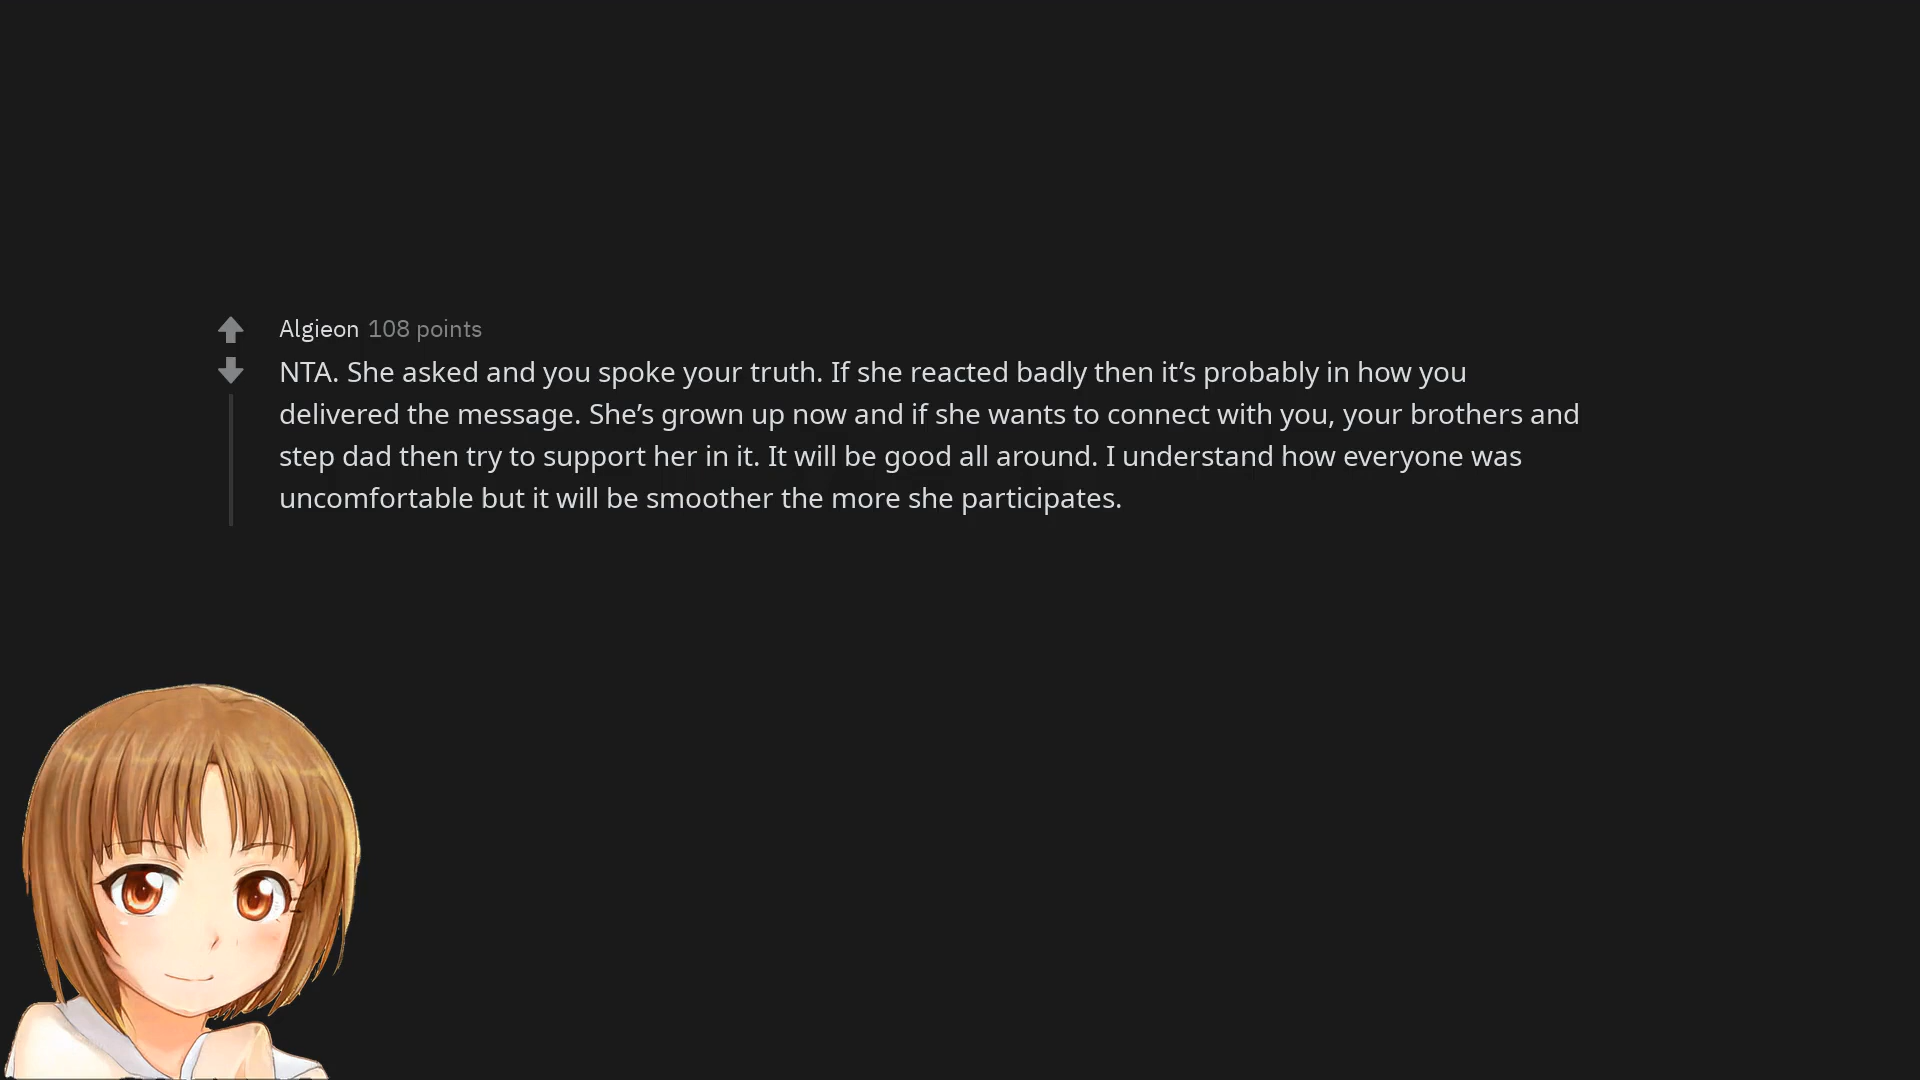 Algieon 108 points
NTA. She asked and you spoke your truth. If she reacted badly then it’s probably in how you
delivered the message. She’s grown up now and if she wants to connect with you, your brothers and
step dad then try to support her in it. It will be good all around. I understand how everyone was
uncomfortable but it will be smoother the more she participates.